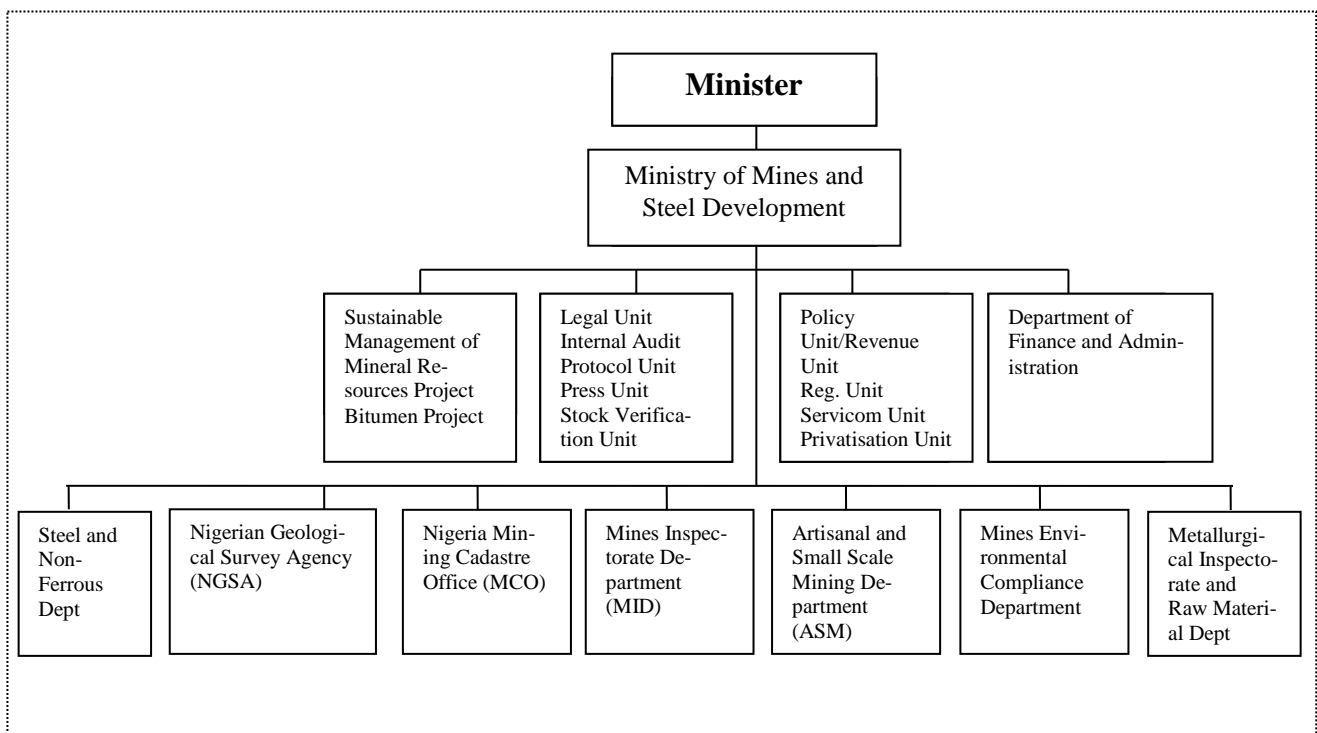 Minister
Ministry of Mines and
Steel Development
Sustainable
Management of
Mineral Re-
sources Project
Bitumen Project
Legal Unit
Internal Audit
Protocol Unit
Press Unit
Stock Verifica-
tion Unit
Policy
Unit/Revenue
Unit
Reg. Unit
Servicom Unit
Privatisation Unit
Department of
Finance and Admin-
istration
Steel and
Non-
Ferrous
Dept
Nigerian Geologi-
cal Survey Agency
(NGSA)
Nigeria Min-
ing Cadastre
Office (MCO)
Mines Inspec-
torate De-
partment
(MID)
Artisanal and
Small Scale
Mining De-
partment
(ASM)
Mines Envi-
ronmental
Compliance
Department
Metallurgi-
cal Inspecto-
rate and
Raw Materi-
al Dept